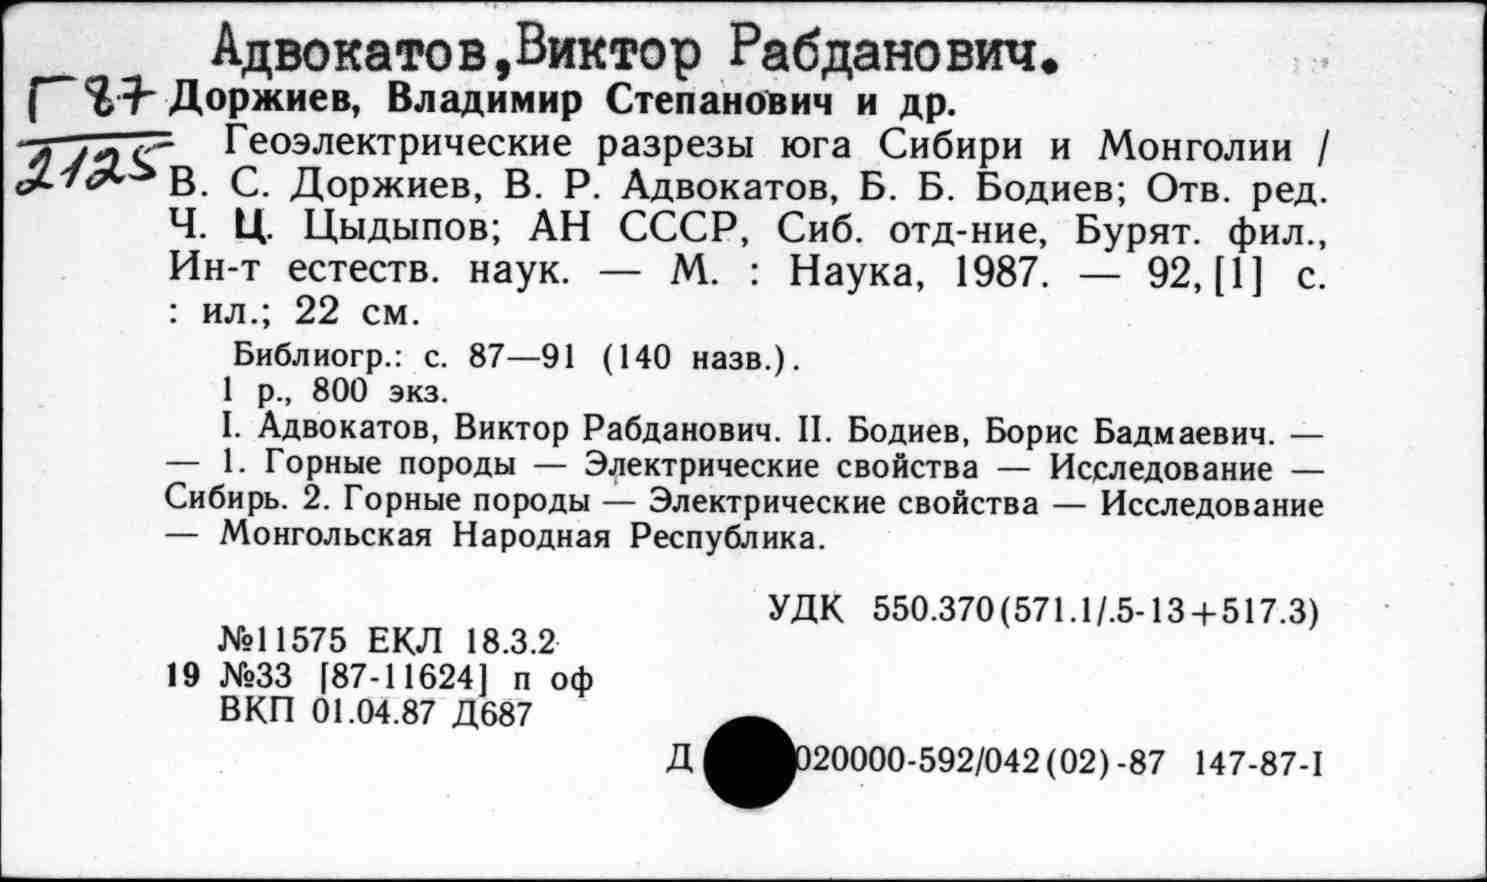 Адвокатов,Виктор Рабданович.
Г 87 Доржиев, Владимир Степанович и др.
2125
Геоэлектрические разрезы юга Сибири и Монголии /
В. С. Доржиев, В. Р. Адвокатов, Б. Б. Бодиев; Отв. ред.
Ч. Ц. Цыдыпов; АН СССР, Сиб. отд-ние, Бурят. фил.,
Ин-т естеств. наук. — М. : Наука, 1987. — 92, [1] с.
: ил.; 22 см.
Библиогр.: с. 87—91 (140 назв.).
1 р., 800 экз.
I. Адвокатов, Виктор Рабданович. II. Бодиев, Борис Бадмаевич. —
— 1. Горные породы — Электрические свойства — Исследование —
Сибирь. 2. Горные породы — Электрические свойства — Исследование
— Монгольская Народная Республика.
УДК 550.370(571.1/.5-13+517.3)
№11575 ЕКЛ 18.3.2
19 №33 [87-11624] п оф
ВКП 01.04.87 Д687
Д 020000-592/042(02)-87 147-87-I